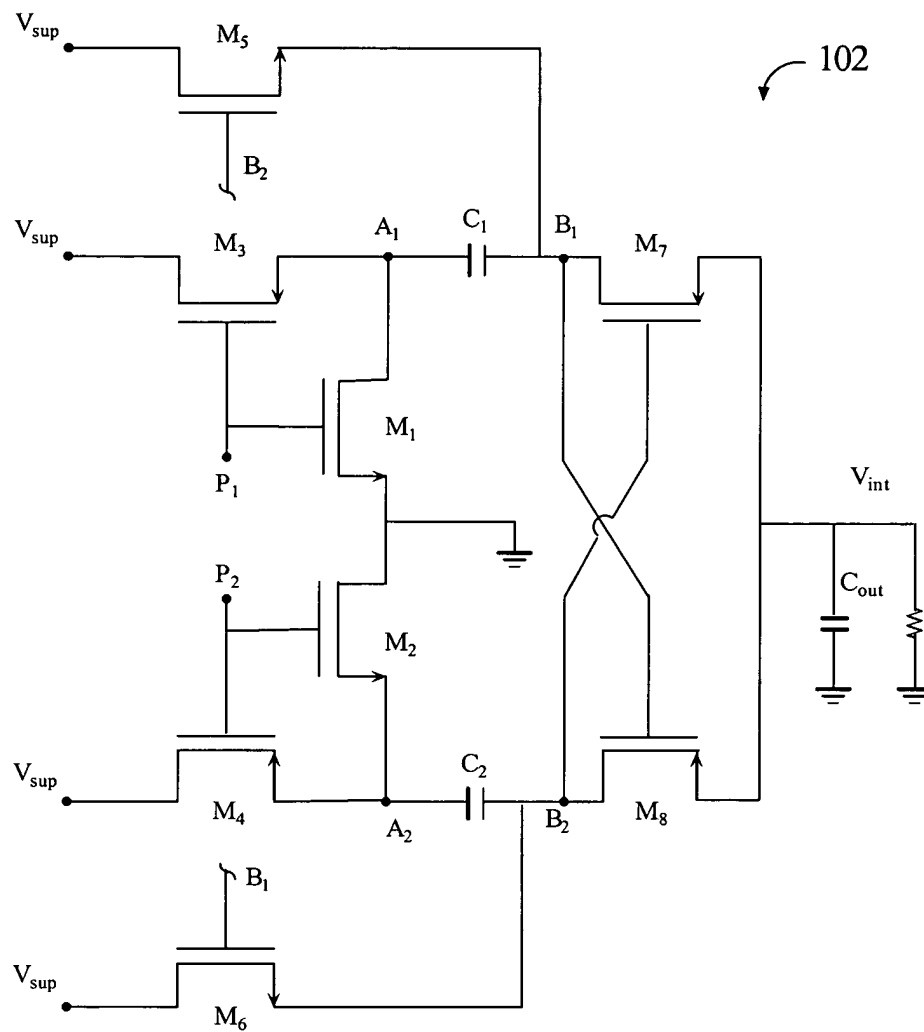 V_sup
M_5
102
B_2
V_sup
M_3
A_1
C_1
B_1
M_7
M_1
P_1
V_int
P_2
C_out
M_2
V_sup
M_4
A_2
C_2
B_2
M_8
B_1
V_sup
M_6